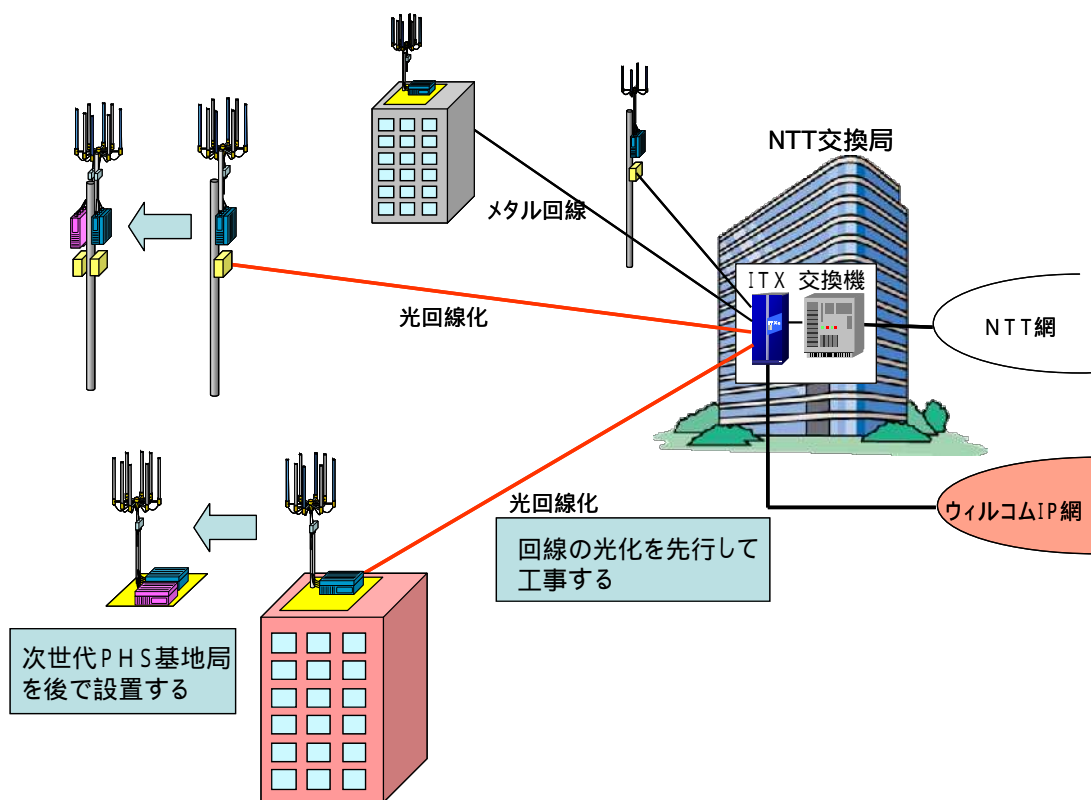 NTT交換局
メタル回線
ITX 交換機
光回線化
NTT網
光回線化
ウィルコムIP網
回線の光化を先行して
工事する
次世代PHS基地局
を後で設置する